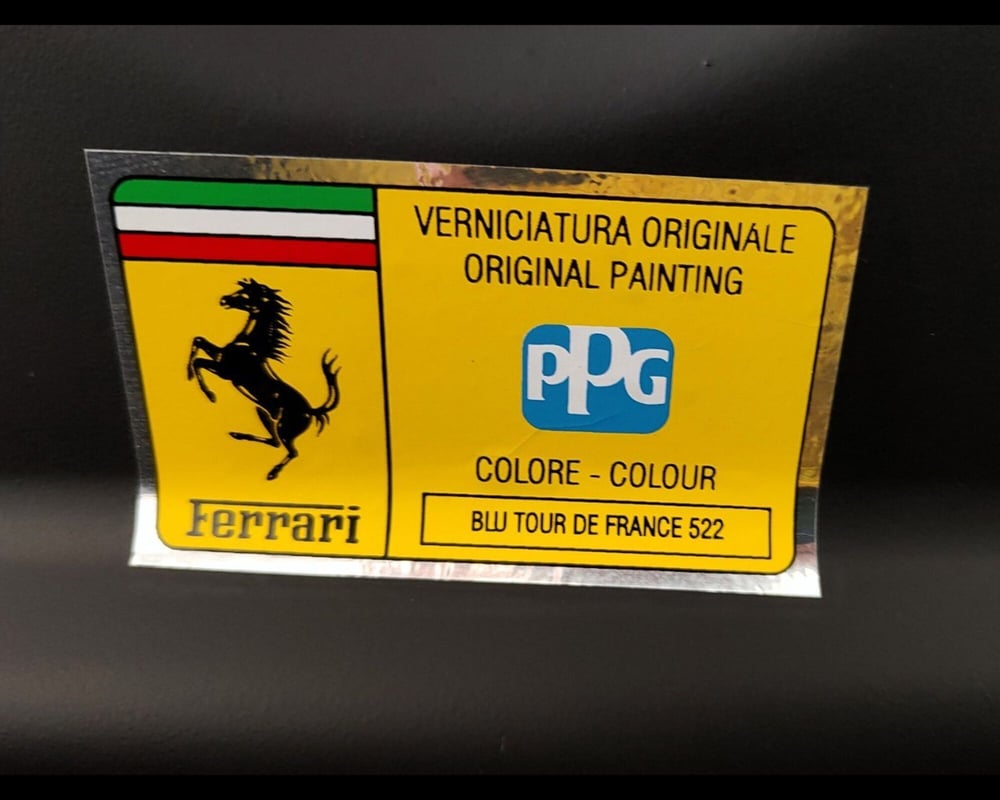 VERNICIATURA ORIGINALE
ORIGINAL PAINTING
PPG
COLORE - COLOUR
BLU TOUR DE FRANCE 522
Ferrari